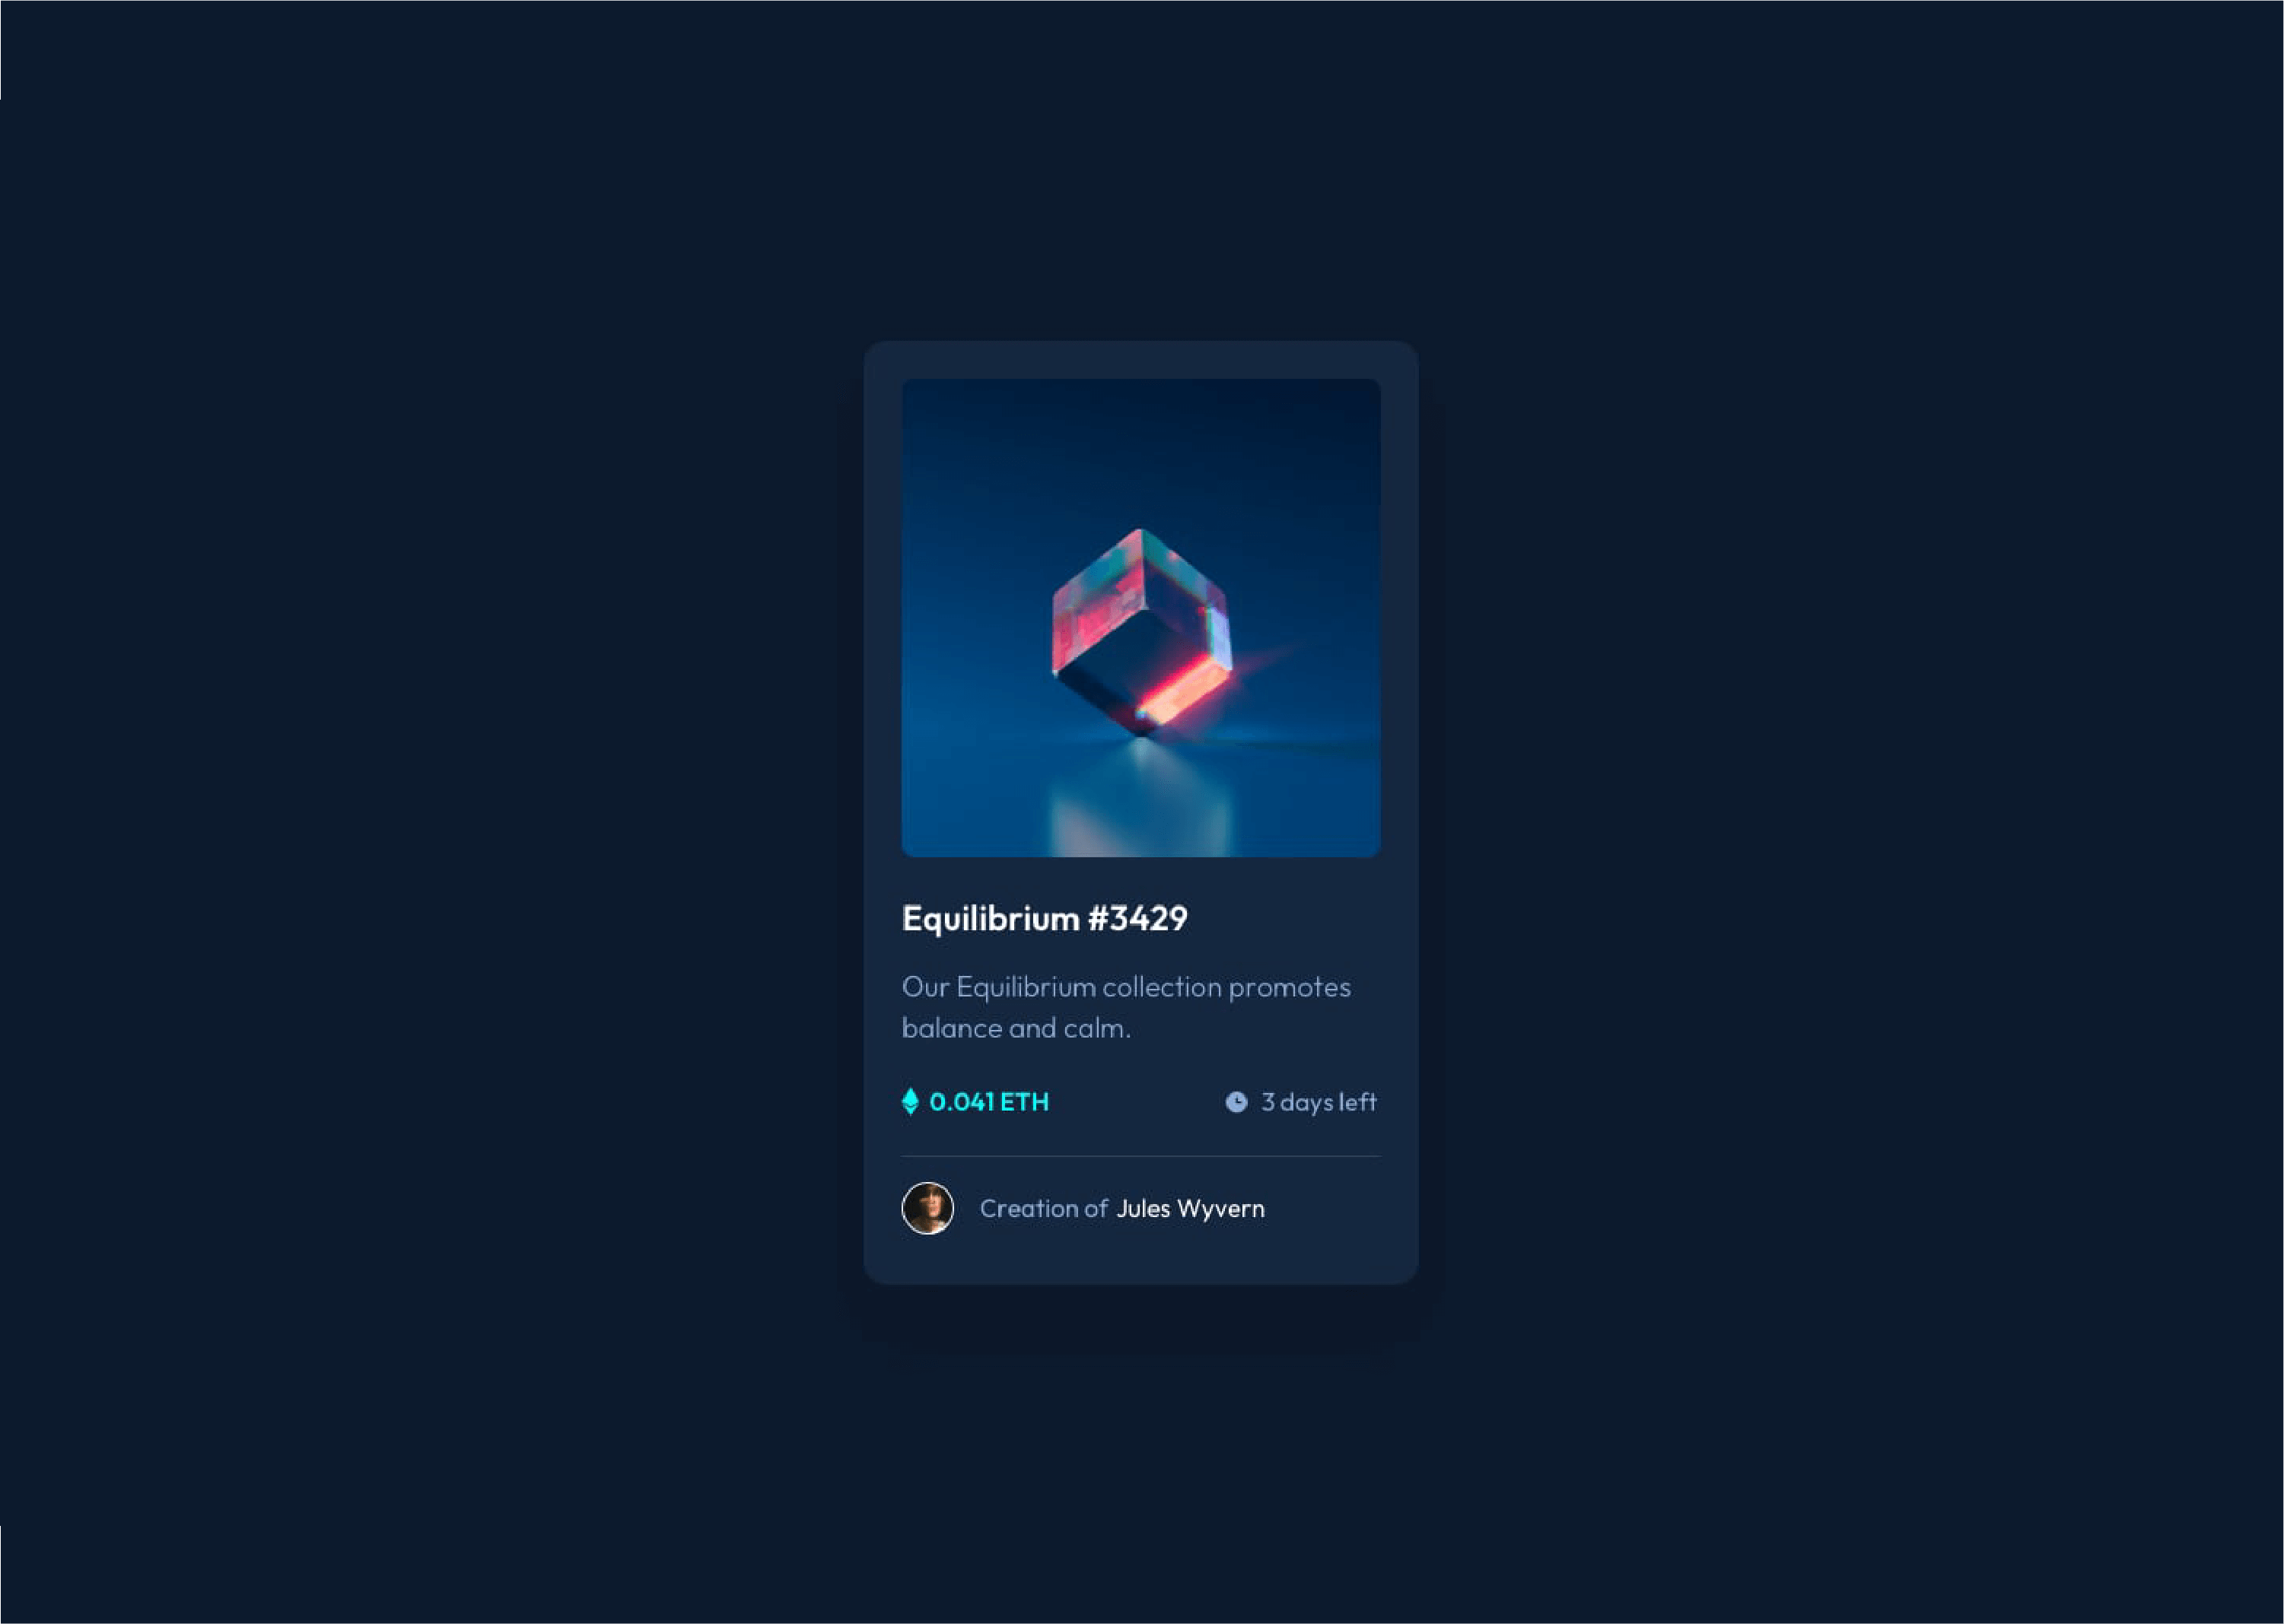 Equilibrium #3429
Our Equilibrium collection promotes
balance and calm.
0.041 ETH
3 days left
Creation of Jules Wyvern